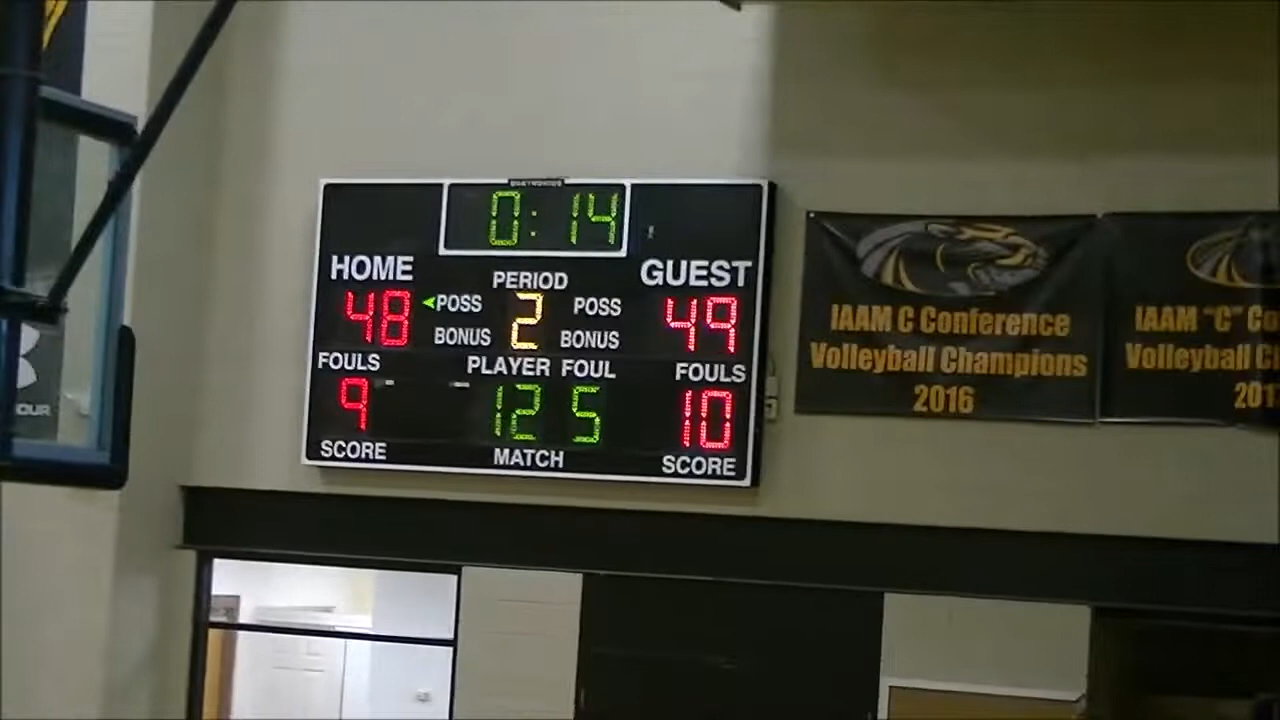 0:14
HOME
GUEST
PERIOD
48
POSS
2
POSS
49
BONUS
BONUS
FOULS
PLAYER FOUL
FOULS
9
12 5
10
SCORE
MATCH
SCORE
IAAM C Conference
Volleyball Champions
2016
IAAM "C" Co
Volleyball C
201
OUR